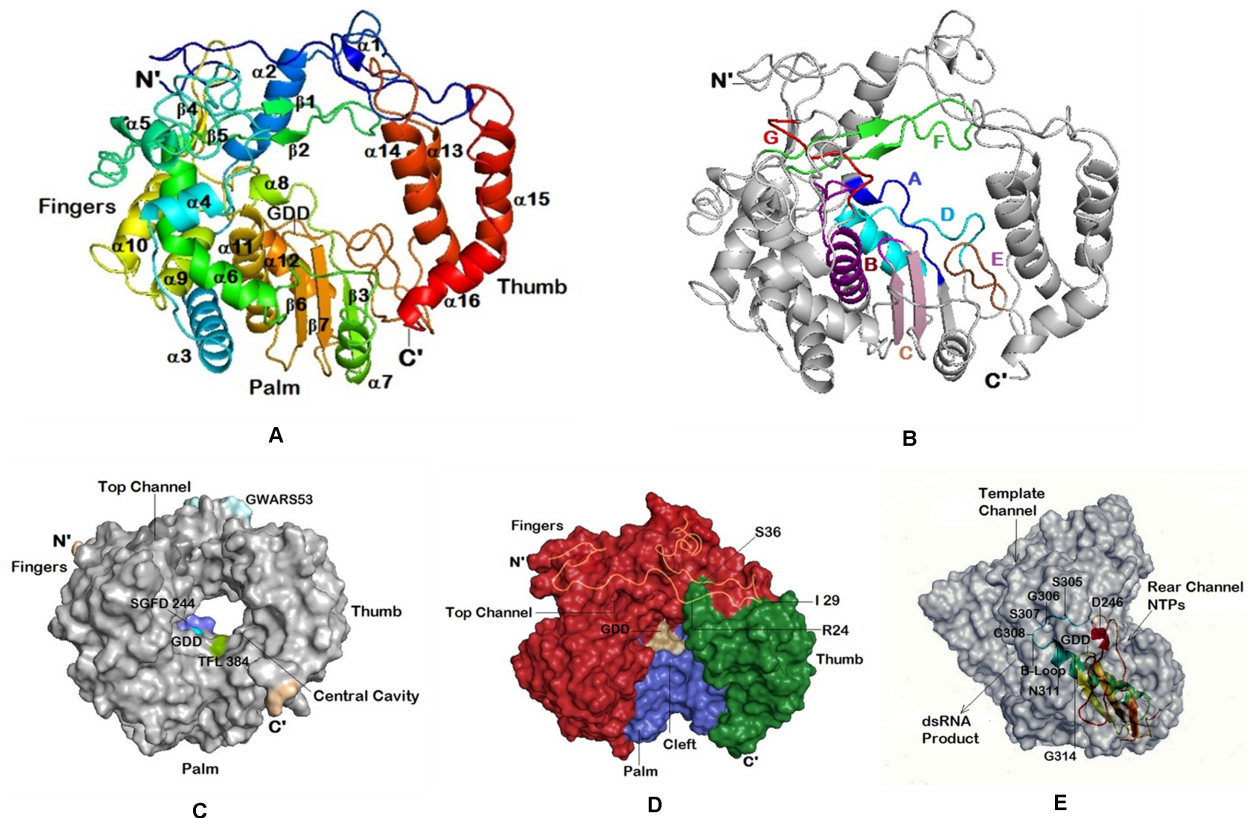 N'
α1
α2
β4
β1
α5
β5
β2
α14
α13
Fingers
α4
α8
GDD
α15
α10
α11
α12
α9
α6
β6
β3
Thumb
α16
β7
α3
C'
Palm
α7
A
N'
G
F
A
D
E
B
C
C'
B
Top Channel
GWARS53
N'
Fingers
SGFD 244
GDD
Thumb
TFL 384
Central Cavity
C'
Palm
C
Fingers
S36
N'
Top Channel
I 29
GDD
R24
Thumb
Cleft
Palm
C'
D
Template
Channel
S305
G306
Rear Channel
NTPs
S307
D246
G308
GDD
B-Loop
N311
dsRNA
Product
G314
E